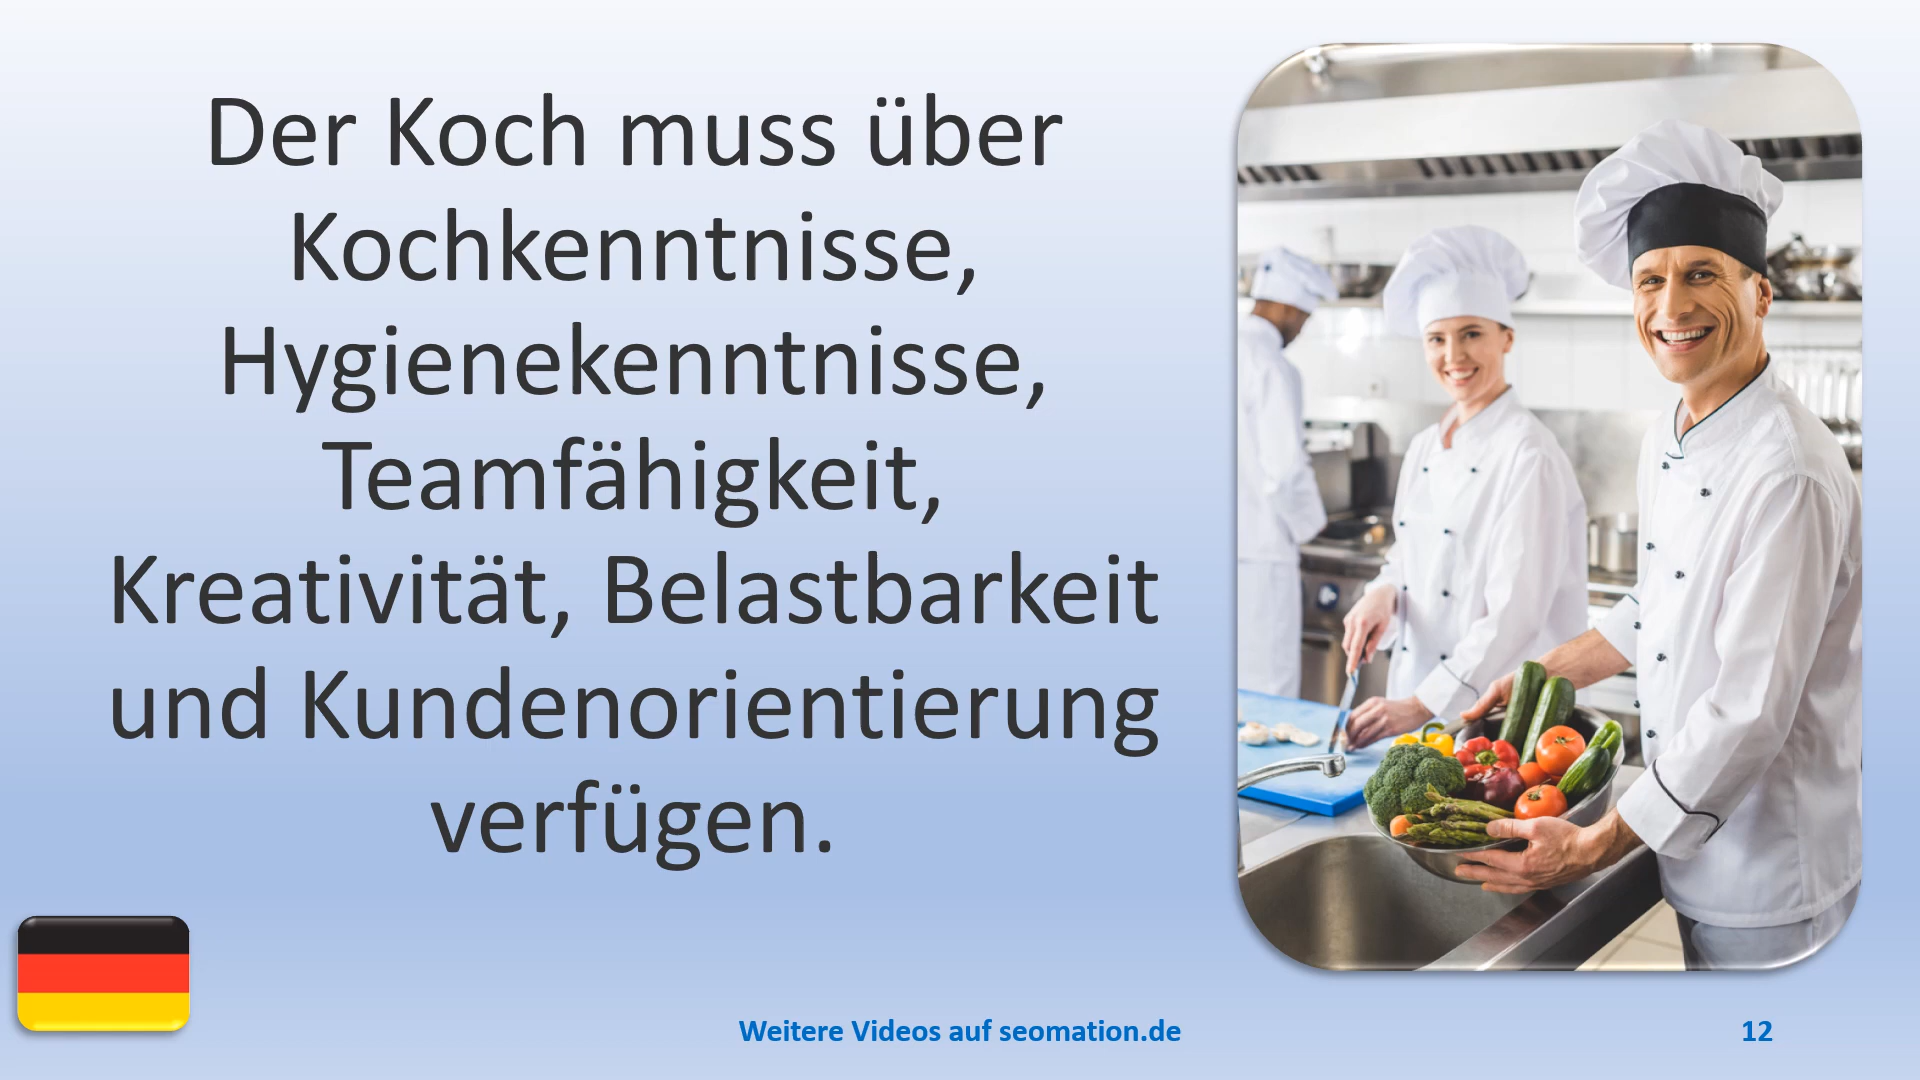 Der Koch muss über
Kochkenntnisse,
Hygienekenntnisse,
Teamfähigkeit,
Kreativität, Belastbarkeit
und Kundenorientierung
verfügen.
Weitere Videos auf seomation.de
12